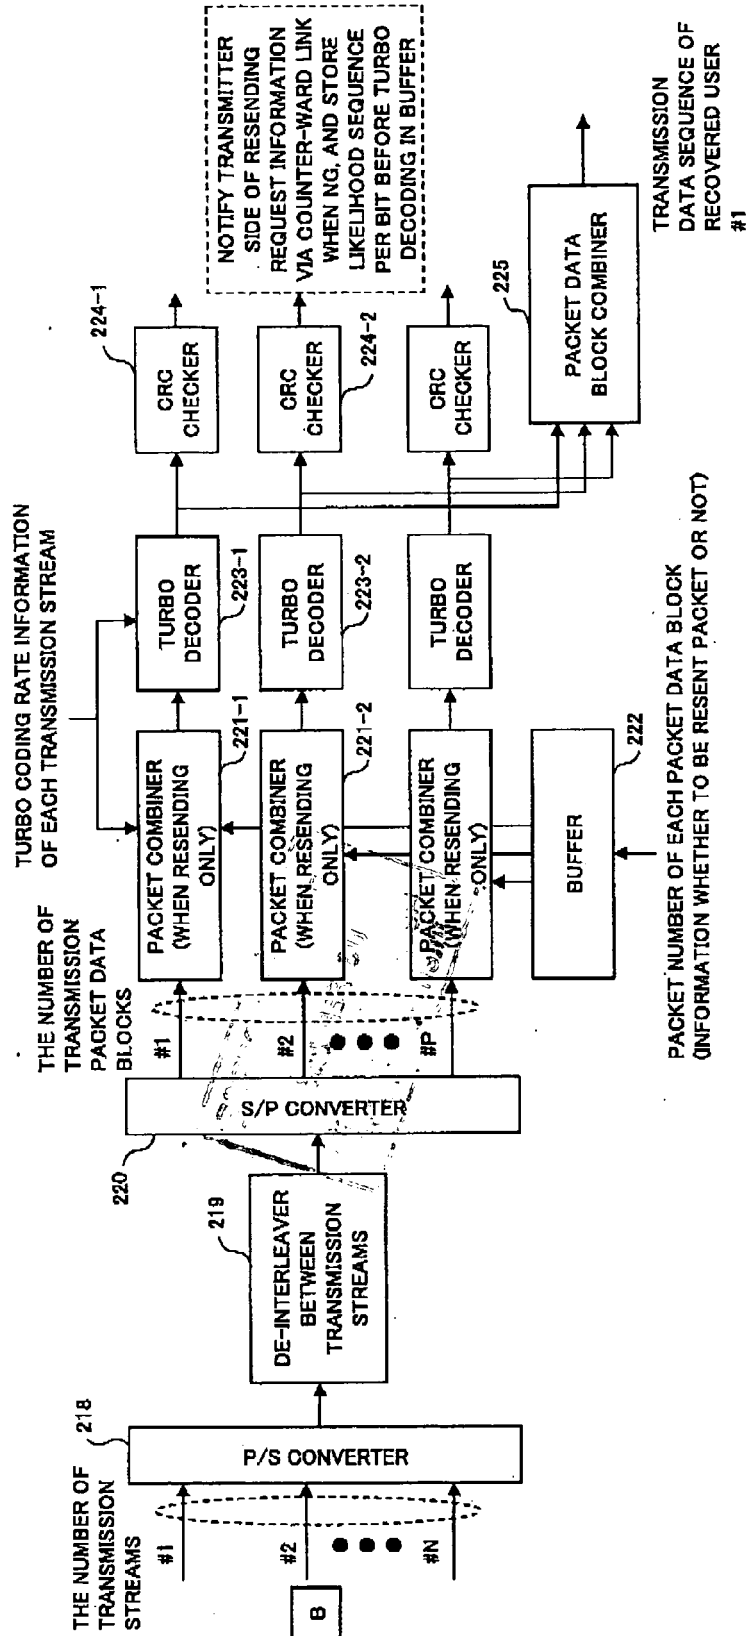 THE NUMBER OF
TRANSMISSION
STREAMS
B
#1
#2
#N
218
P/S CONVERTER
219
DE-INTERLEAVER
BETWEEN
TRANSMISSION
STREAMS
220
S/P CONVERTER
THE NUMBER OF
TRANSMISSION
PACKET DATA
BLOCKS
#1
#2
#P
TURBO CODING RATE INFORMATION
OF EACH TRANSMISSION STREAM
PACKET COMBINER
(WHEN RESENDING
ONLY)
221-1
PACKET COMBINER
(WHEN RESENDING
ONLY)
221-2
PACKET COMBINER
(WHEN RESENDING
ONLY)
BUFFER
222
PACKET NUMBER OF EACH PACKET DATA BLOCK
(INFORMATION WHETHER TO BE RESENT PACKET OR NOT)
TURBO
DECODER
223-1
TURBO
DECODER
223-2
TURBO
DECODER
CRC
CHECKER
224-1
CRC
CHECKER
224-2
CRC
CHECKER
NOTIFY TRANSMITTER
SIDE OF RESENDING
REQUEST INFORMATION
VIA COUNTER-WARD LINK
WHEN NG, AND STORE
LIKELIHOOD SEQUENCE
PER BIT BEFORE TURBO
DECODING IN BUFFER
225
PACKET DATA
BLOCK COMBINER
TRANSMISSION
DATA SEQUENCE OF
RECOVERED USER
#1